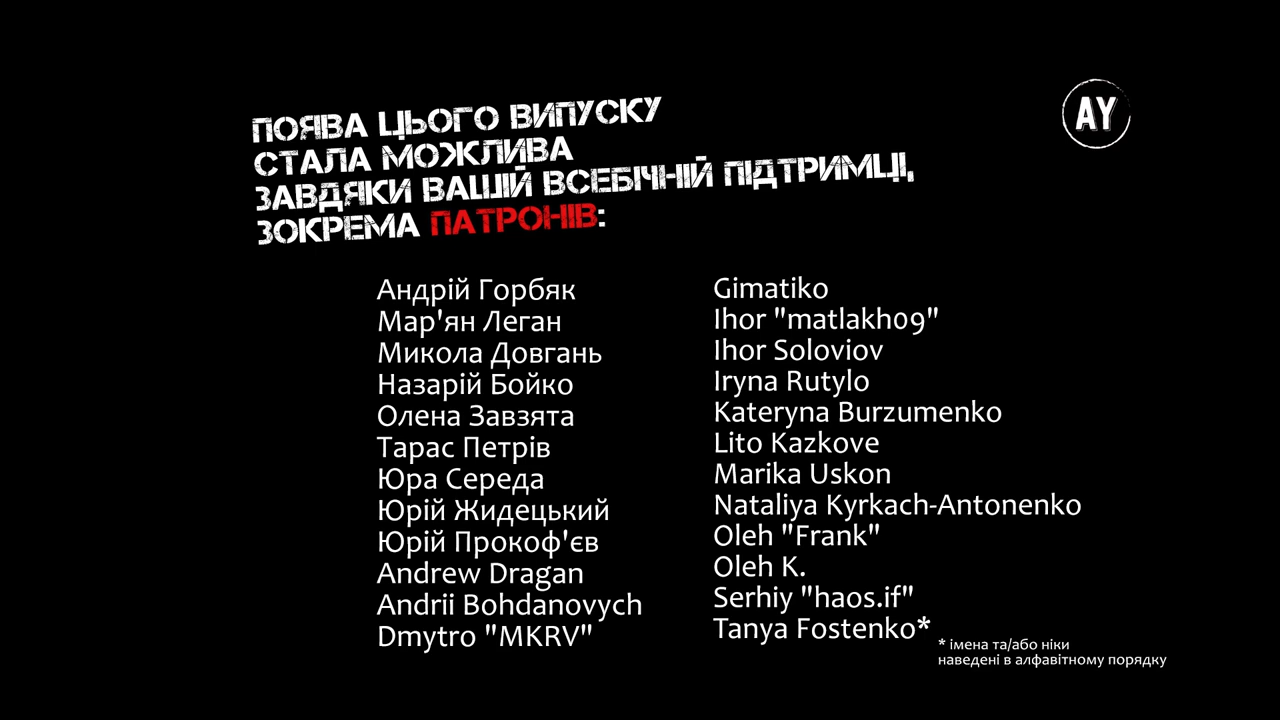 ПОЯВА ЦЬОГО ВИПУСКУ
СТАЛА МОЖЛИВА
ЗАВДЯКИ ВАШІЙ ВСЕБІЧНІЙ ПІДТРИМЦІ,
ЗОКРЕМА ПАТРОНІВ:
AY
Андрій Горбяк
Мар'ян Леган
Микола Довгань
Назарій Бойко
Олена Завзята
Тарас Петрів
Юра Середа
Юрій Жидецький
Юрій Прокоф'єв
Andrew Dragan
Andrii Bohdanovych
Dmytro "MKRV"
Gimatiko
Ihor "matlakh09"
Ihor Soloviov
Iryna Rutylo
Kateryna Burzumenko
Lito Kazkove
Marika Uskon
Nataliya Kyrkach-Antonenko
Oleh "Frank"
Oleh K.
Serhiy "haos.if"
Tanya Fostenko*
* імена та/або ніки
наведені в алфавітному порядку